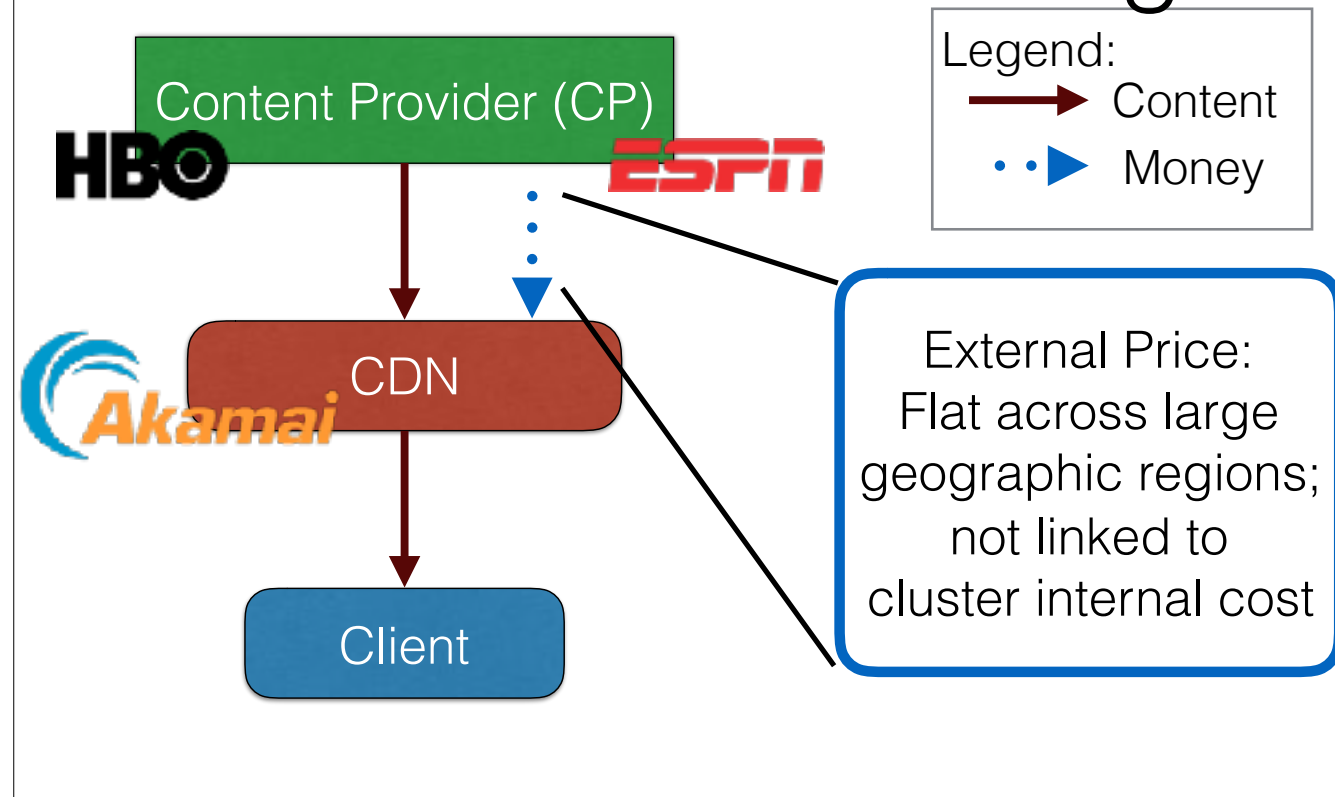 Legend:
Content
Money
Content Provider (CP)
HBO
ESPN
External Price:
Flat across large
geographic regions;
not linked to
cluster internal cost
CDN
Akamai
Client